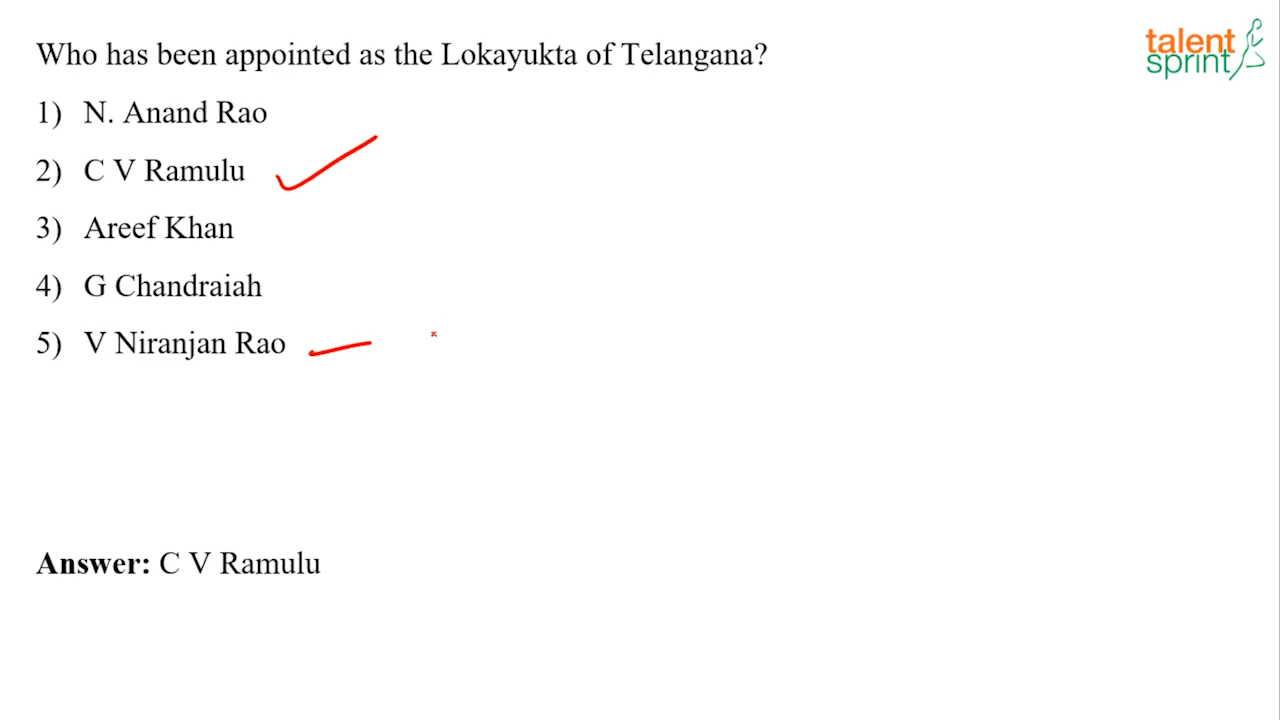 Who has been appointed as the Lokayukta of Telangana?
talent
sprint
1) N. Anand Rao
2) C V Ramulu
3) Areef Khan
4) G Chandraiah
5) V Niranjan Rao
Answer: C V Ramulu